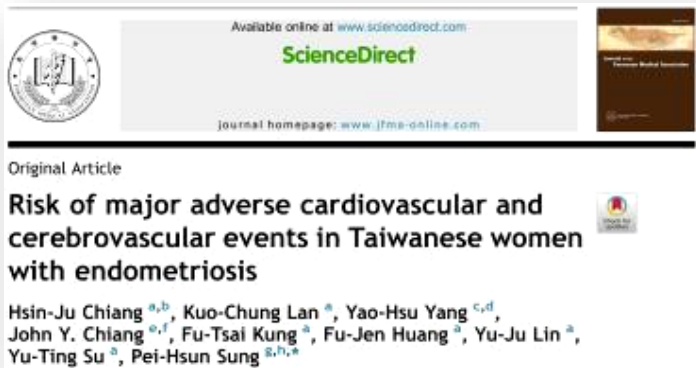 Available online at www.sciencedirect.com
ScienceDirect
journal homepage: www.jfma-online.com
Original Article
Risk of major adverse cardiovascular and
cerebrovascular events in Taiwanese women
with endometriosis
Hsin-Ju Chiang a,b, Kuo-Chung Lan a, Yao-Hsu Yang c,d,
John Y. Chiang e,f, Fu-Tsai Kung a, Fu-Jen Huang a, Yu-Ju Lin a,
Yu-Ting Su a, Pei-Hsun Sung g,h,*